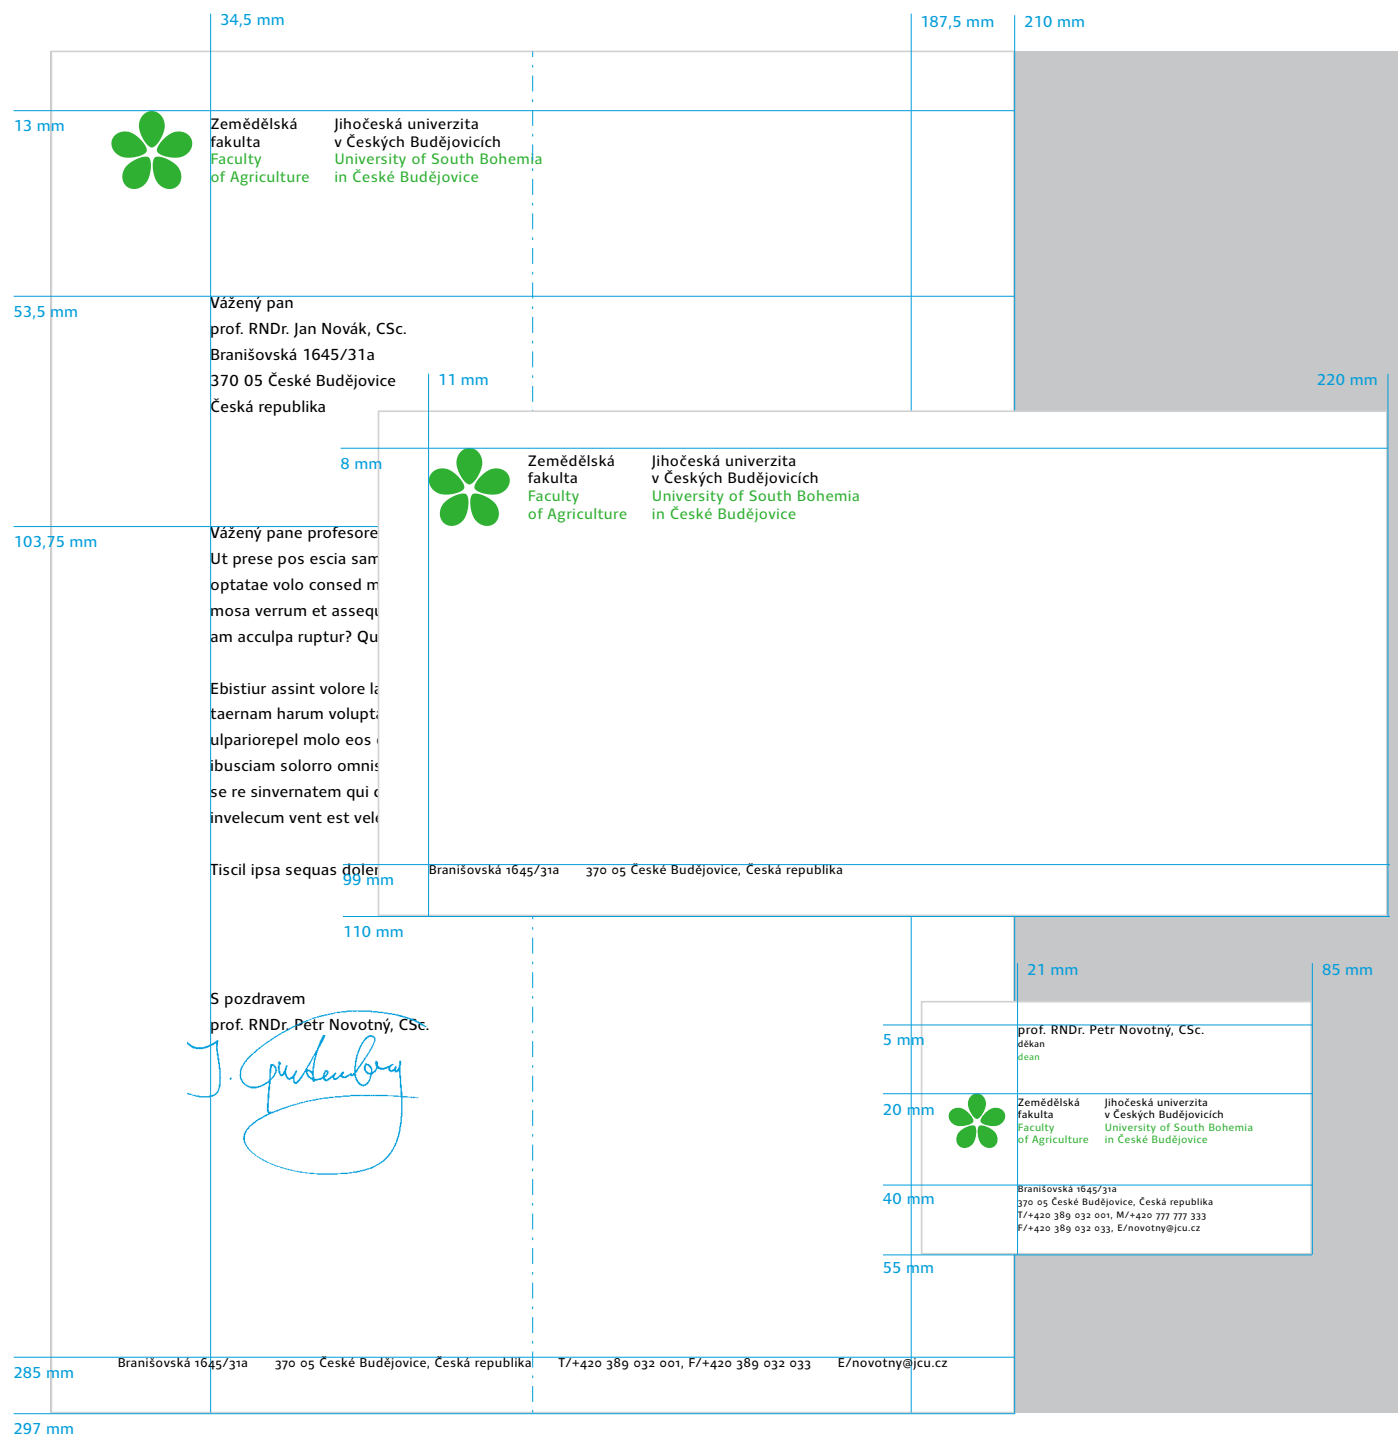 34,5 mm
187,5 mm
210 mm
13 mm
Zemědělská
fakulta
Faculty
of Agriculture
Jihočeská univerzita
v Českých Budějovicích
University of South Bohemia
in České Budějovice
53,5 mm
Vážený pan
prof. RNDr. Jan Novák, CSc.
Branišovská 1645/31a
370 05 České Budějovice
Česká republika
11 mm
220 mm
8 mm
Zemědělská
fakulta
Faculty
of Agriculture
Jihočeská univerzita
v Českých Budějovicích
University of South Bohemia
in České Budějovice
103,75 mm
Vážený pane profesore
Ut prese pos escia sam
optatae volo consed m
mosa verrum et assequ
am acculpa ruptur? Qu
Ebistiur assint volore la
taernam harum volupta
ulpariorepel molo eos
ibusciam solorro omnis
se re sinvernatem qui
invelecum vent est vele
Tiscil ipsa sequas doler
99 mm
Branišovská 1645/31a 370 05 České Budějovice, Česká republika
110 mm
21 mm
85 mm
S pozdravem
prof. RNDr. Petr Novotný, CSc.
5 mm
prof. RNDr. Petr Novotný, CSc.
děkan
dean
20 mm
Zemědělská
fakulta
Faculty
of Agriculture
Jihočeská univerzita
v Českých Budějovicích
University of South Bohemia
in České Budějovice
40 mm
Branišovská 1645/31a
370 05 České Budějovice, Česká republika
T/+420 389 032 001, M/+420 777 777 333
F/+420 389 032 033, E/novotny@jcu.cz
55 mm
285 mm
Branišovská 1645/31a 370 05 České Budějovice, Česká republika T/+420 389 032 001, F/+420 389 032 033 E/novotny@jcu.cz
297 mm